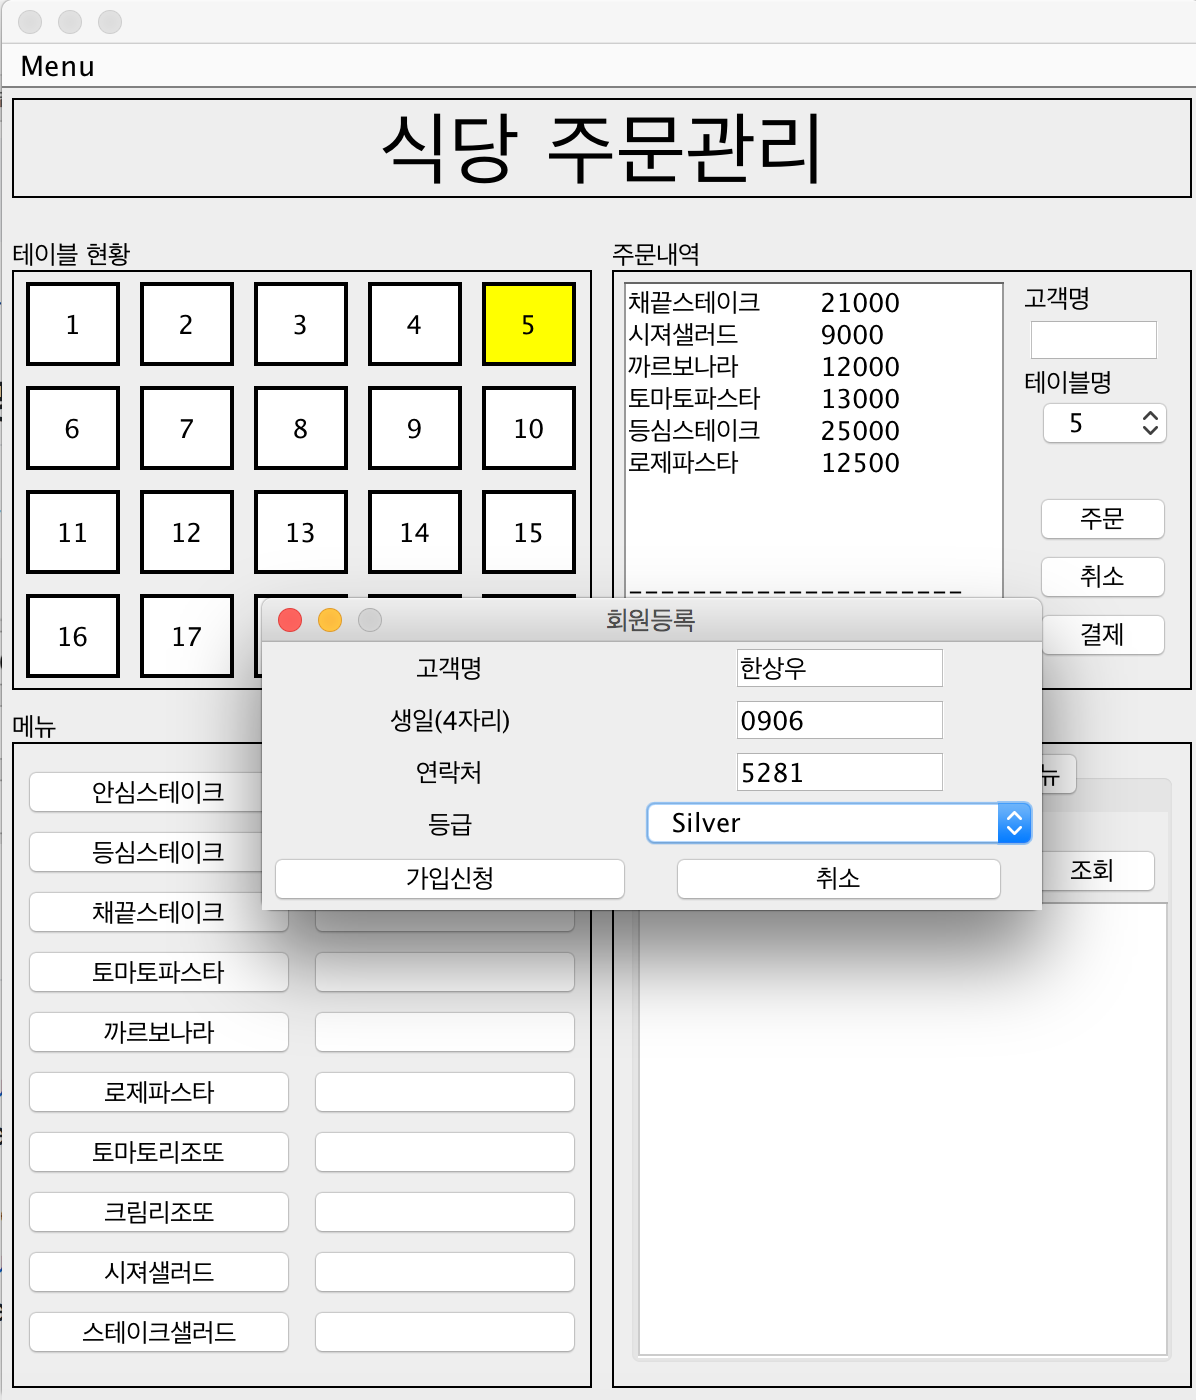 Menu
식당 주문관리
테이블 현황
1 2 3 4 5
6 7 8 9 10
11 12 13 14 15
16 17
주문내역
채끝스테이크 21000
시져샐러드 9000
까르보나라 12000
토마토파스타 13000
등심스테이크 25000
로제파스타 12500
---------------------
고객명
테이블명
5
주문
취소
결제
회원등록
고객명 한상우
생일(4자리) 0906
연락처 5281
등급 Silver
가입신청 취소
메뉴
안심스테이크
등심스테이크
채끝스테이크
토마토파스타
까르보나라
로제파스타
토마토리조또
크림리조또
시져샐러드
스테이크샐러드
뉴
조회